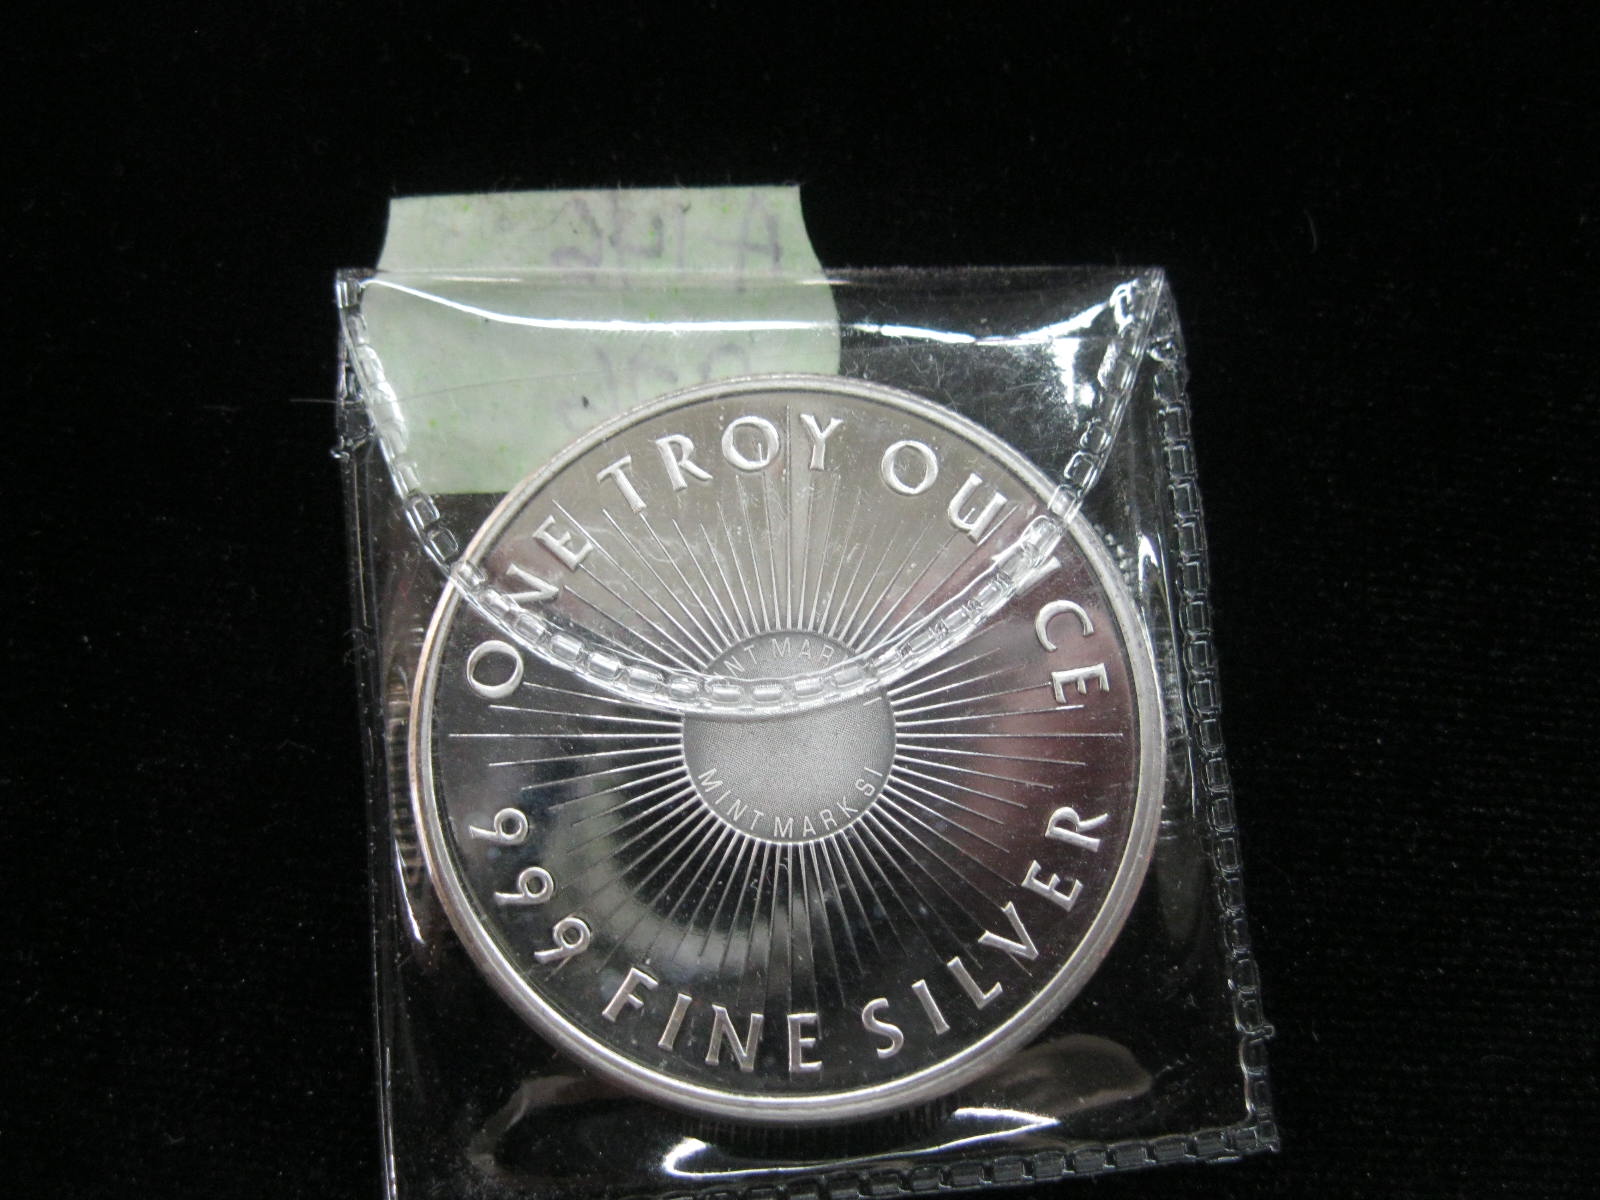 ONE TROY OUNCE
MINT MARK SI
999 FINE SILVER